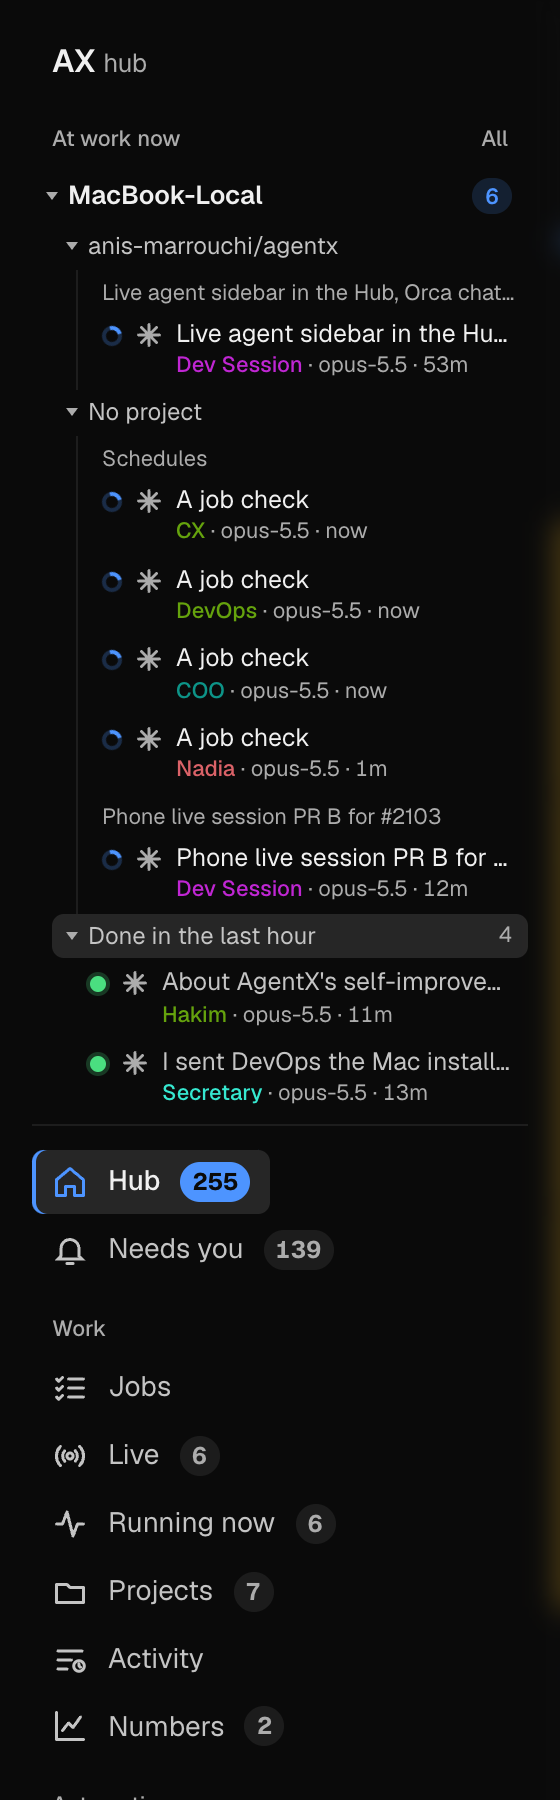 AX hub
At work now All
MacBook-Local 6
anis-marrouchi/agentx
Live agent sidebar in the Hub, Orca chat...
Live agent sidebar in the Hu...
Dev Session · opus-5.5 · 53m
No project
Schedules
A job check
CX · opus-5.5 · now
A job check
DevOps · opus-5.5 · now
A job check
COO · opus-5.5 · now
A job check
Nadia · opus-5.5 · 1m
Phone live session PR B for #2103
Phone live session PR B for ...
Dev Session · opus-5.5 · 12m
Done in the last hour 4
About AgentX's self-improve...
Hakim · opus-5.5 · 11m
I sent DevOps the Mac install...
Secretary · opus-5.5 · 13m
Hub 255
Needs you 139
Work
Jobs
Live 6
Running now 6
Projects 7
Activity
Numbers 2